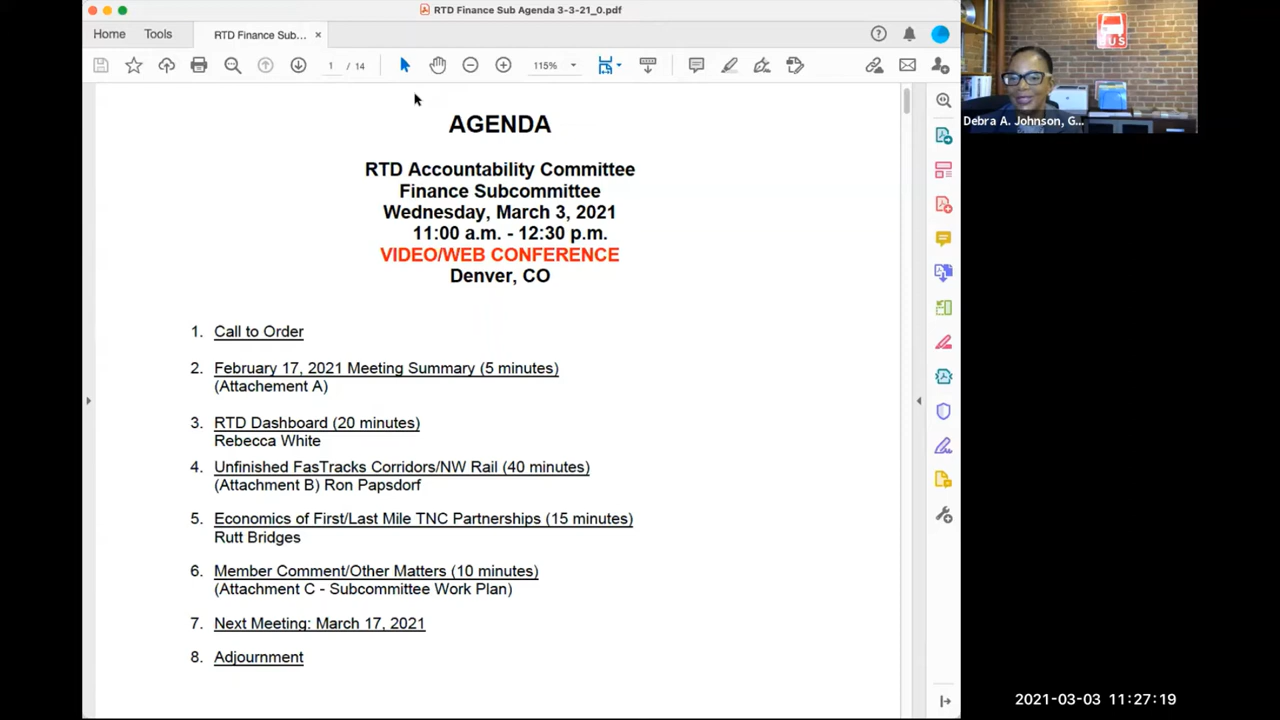 RTD Finance Sub Agenda 3-3-21_0.pdf
Home Tools RTD Finance Sub... ×
1 / 14 115%
AGENDA
RTD Accountability Committee
Finance Subcommittee
Wednesday, March 3, 2021
11:00 a.m. - 12:30 p.m.
VIDEO/WEB CONFERENCE
Denver, CO
1. Call to Order
2. February 17, 2021 Meeting Summary (5 minutes)
(Attachement A)
3. RTD Dashboard (20 minutes)
Rebecca White
4. Unfinished FasTracks Corridors/NW Rail (40 minutes)
(Attachment B) Ron Papsdorf
5. Economics of First/Last Mile TNC Partnerships (15 minutes)
Rutt Bridges
6. Member Comment/Other Matters (10 minutes)
(Attachment C - Subcommittee Work Plan)
7. Next Meeting: March 17, 2021
8. Adjournment
Debra A. Johnson, G...
2021-03-03 11:27:19